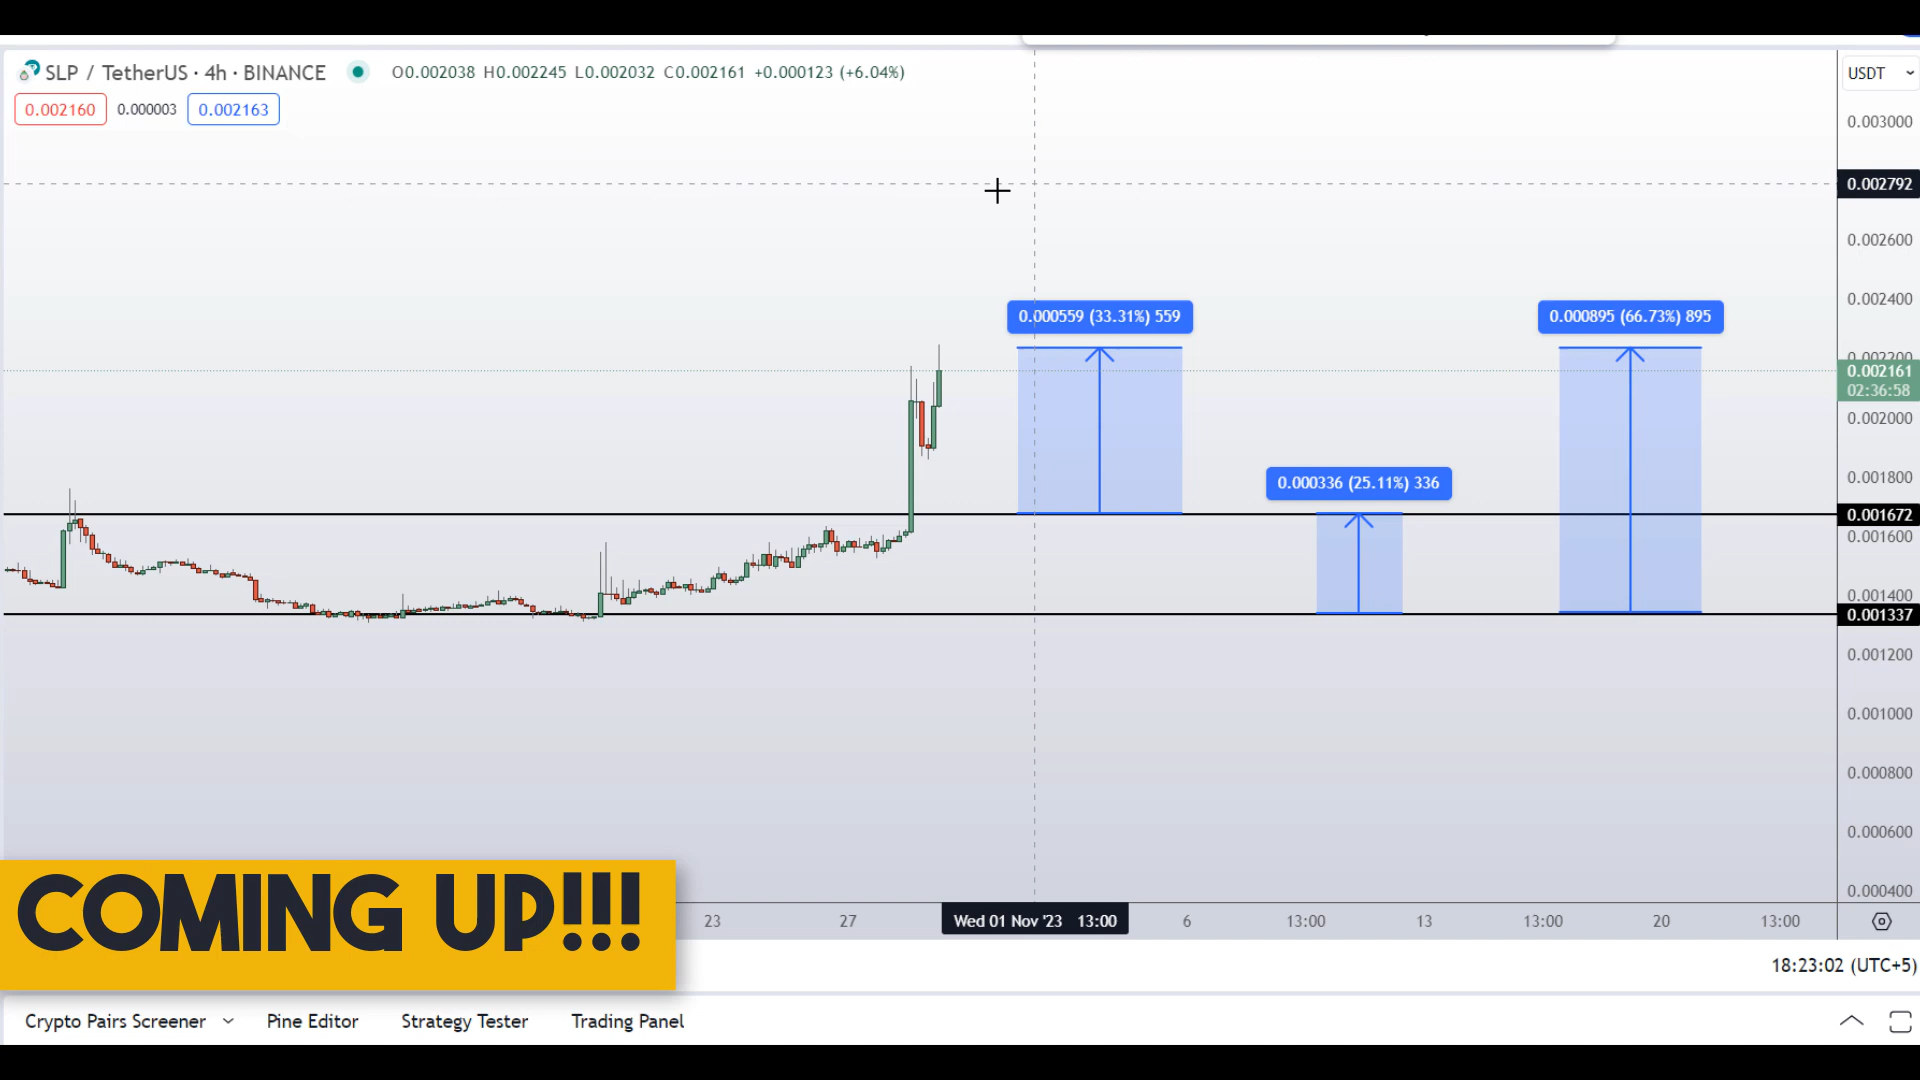 SLP / TetherUS · 4h · BINANCE O0.002038 H0.002245 L0.002032 C0.002161 +0.000123 (+6.04%)
USDT
0.002160 0.000003 0.002163
0.003000
0.002792
0.002600
0.002400
0.000559 (33.31%) 559
0.000895 (66.73%) 895
0.002200
0.002161
02:36:58
0.002000
0.001800
0.000336 (25.11%) 336
0.001672
0.001600
0.001400
0.001337
0.001200
0.001000
0.000800
0.000600
0.000400
COMING UP!!!
23 27 Wed 01 Nov '23 13:00 6 13:00 13 13:00 20 13:00
18:23:02 (UTC+5)
Crypto Pairs Screener Pine Editor Strategy Tester Trading Panel